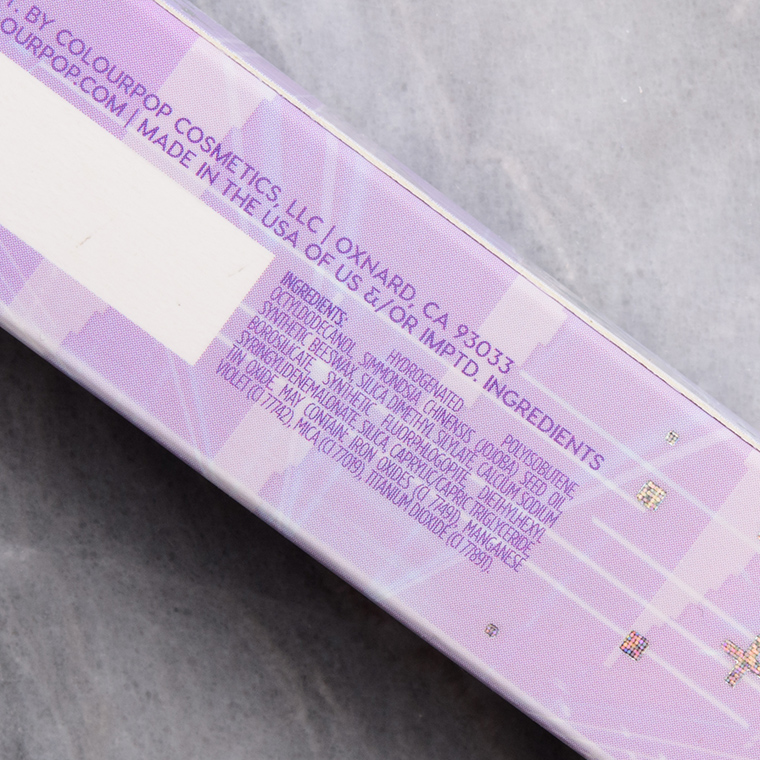 . BY COLOURPOP COSMETICS, LLC | OXNARD, CA 93033
OURPOP.COM | MADE IN THE USA OF US &/OR IMPTD. INGREDIENTS
INGREDIENTS: HYDROGENATED POLYISOBUTENE,
OCTYLDODECANOL, SIMMONDSIA CHINENSIS (JOJOBA) SEED OIL,
SYNTHETIC BEESWAX, SILICA DIMETHYL SILYLATE, CALCIUM SODIUM
BOROSILICATE, SYNTHETIC FLUORPHLOGOPITE, DIETHYLHEXYL
SYRINGYLIDENEMALONATE, SILICA, CAPRYLIC/CAPRIC TRIGLYCERIDE,
TIN OXIDE. MAY CONTAIN: IRON OXIDES (CI 77492), MANGANESE
VIOLET (CI 77742), MICA (CI 77019), TITANIUM DIOXIDE (CI 77891).